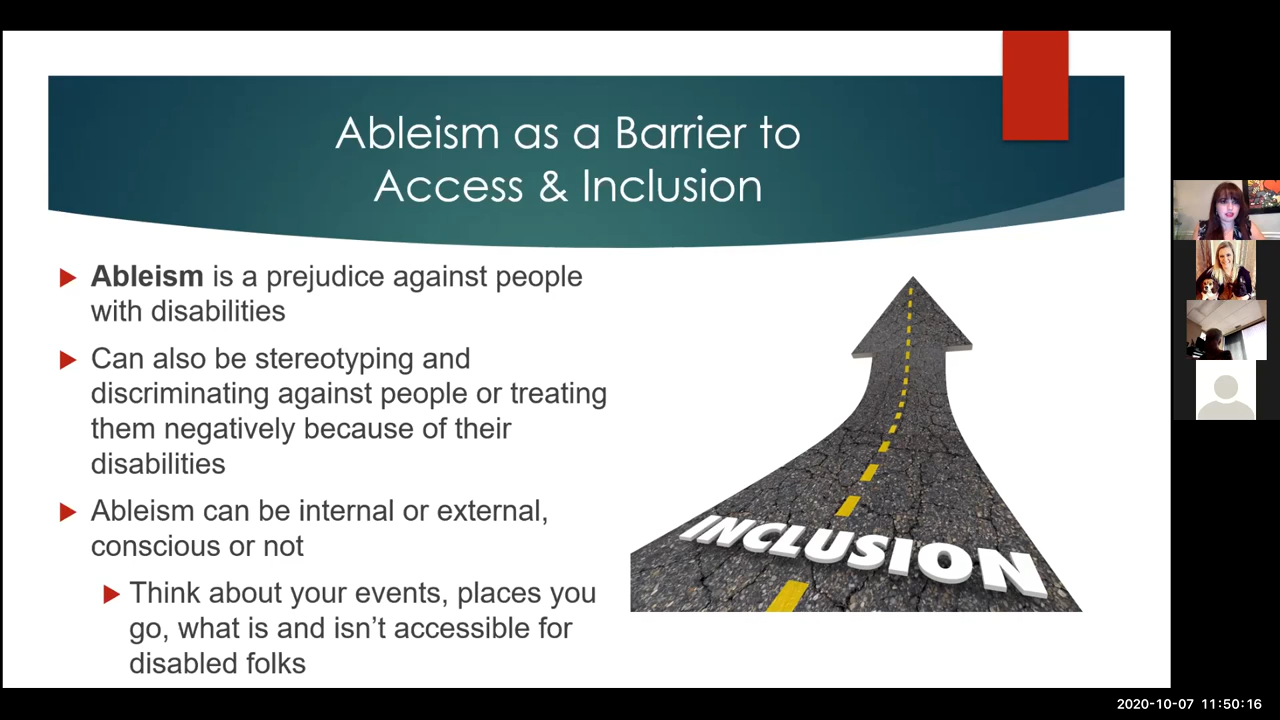 Ableism as a Barrier to
Access & Inclusion
Ableism is a prejudice against people
with disabilities
Can also be stereotyping and
discriminating against people or treating
them negatively because of their
disabilities
Ableism can be internal or external,
conscious or not
Think about your events, places you
go, what is and isn’t accessible for
disabled folks
INCLUSION
2020-10-07 11:50:16